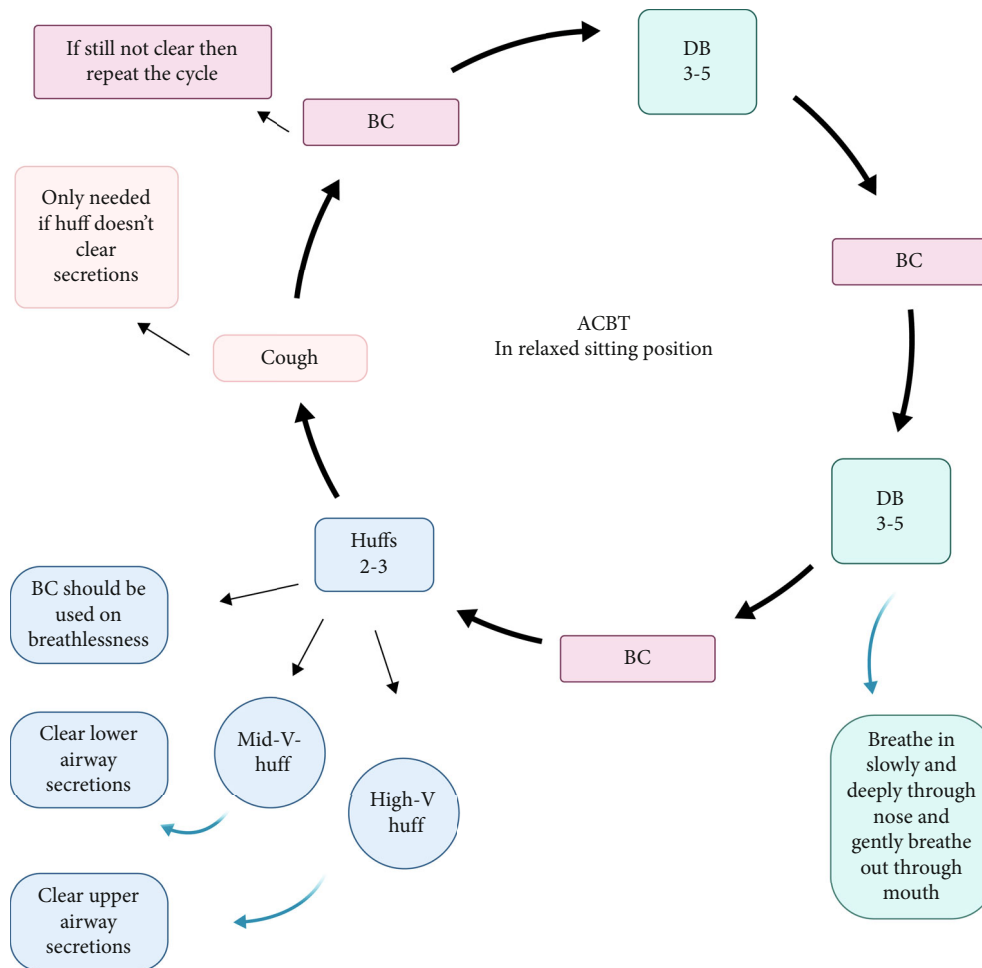 If still not clear then
repeat the cycle
BC
DB
3-5
BC
DB
3-5
Breathe in
slowly and
deeply through
nose and
gently breathe
out through
mouth
BC
Huffs
2-3
BC should be
used on
breathlessness
Mid-V-
huff
Clear lower
airway
secretions
High-V
huff
Clear upper
airway
secretions
Cough
Only needed
if huff doesn't
clear
secretions
ACBT
In relaxed sitting position